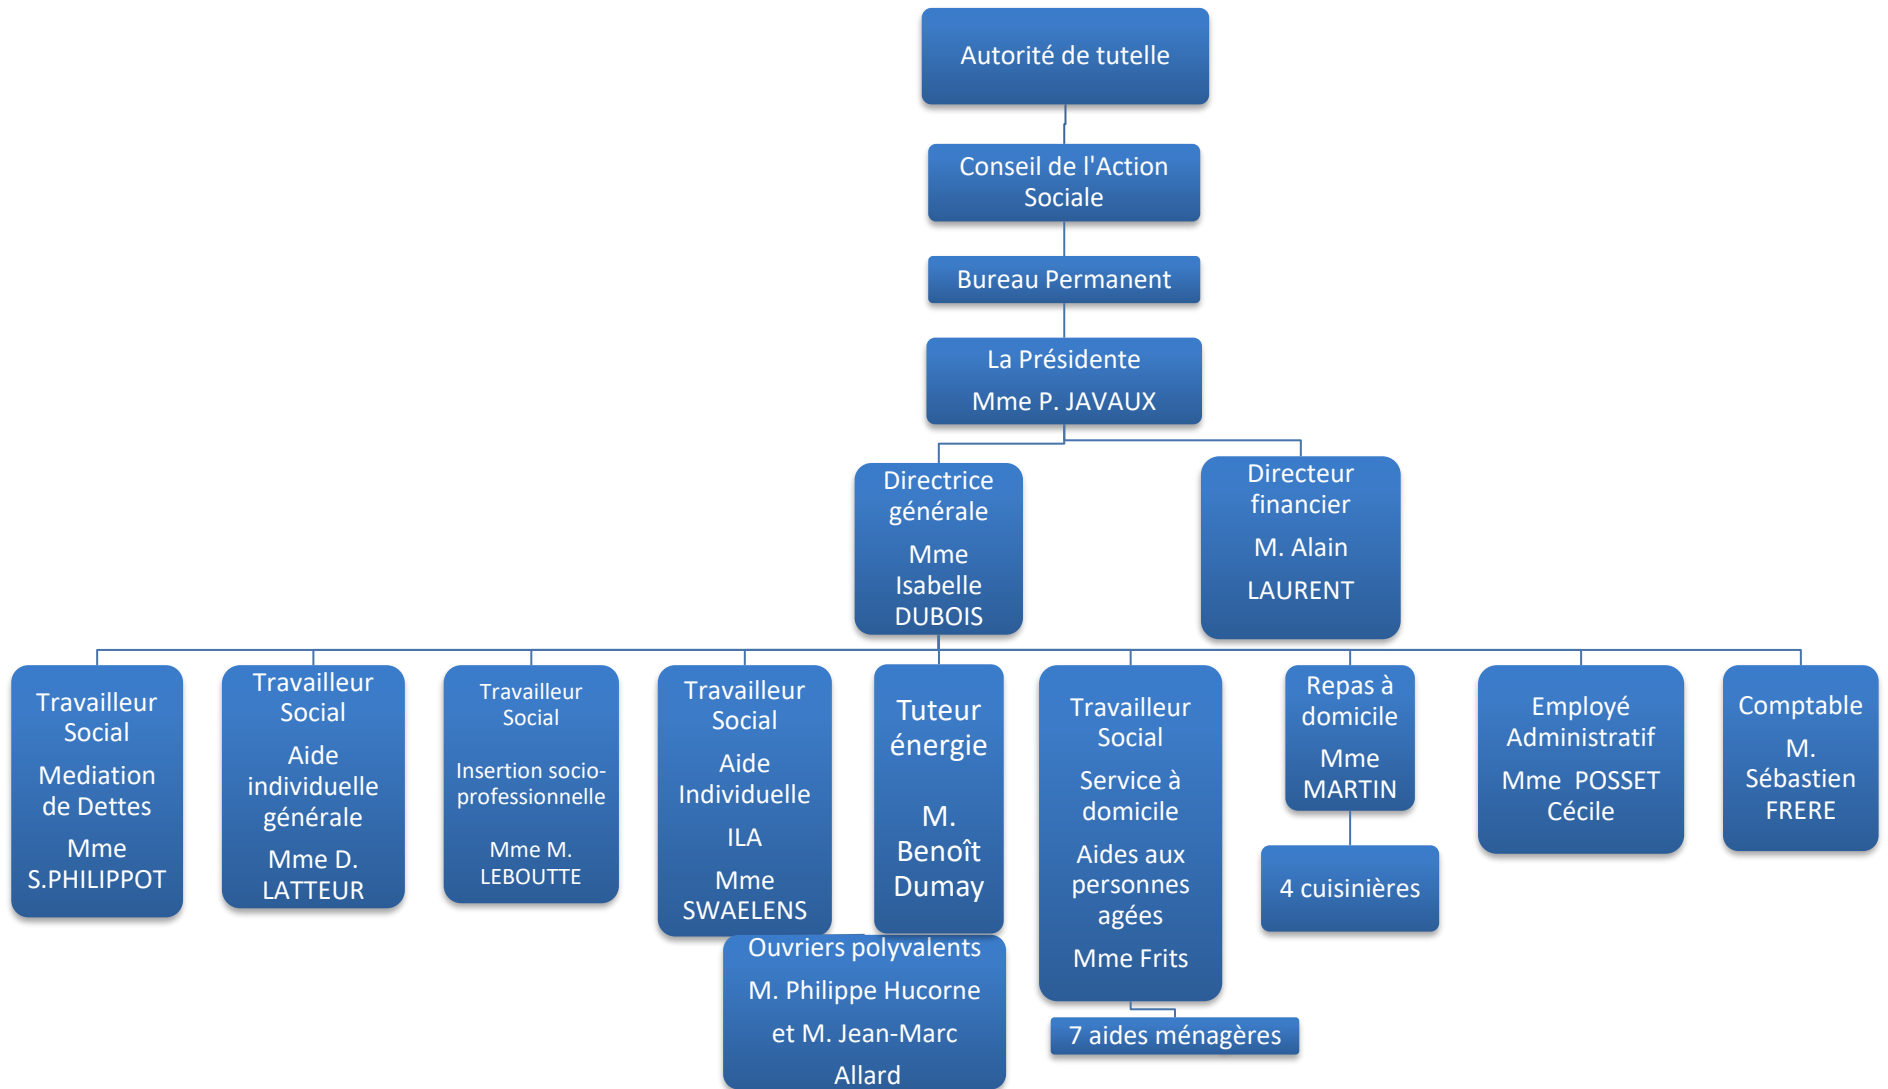 Autorité de tutelle
Conseil de l'Action
Sociale
Bureau Permanent
La Présidente
Mme P. JAVAUX
Directrice
générale
Mme
Isabelle
DUBOIS
Directeur
financier
M. Alain
LAURENT
Travailleur
Social
Mediation
de Dettes
Mme
S.PHILIPPOT
Travailleur
Social
Aide
individuelle
générale
Mme D.
LATTEUR
Travailleur
Social
Insertion socio-
professionnelle
Mme M.
LEBOUTTE
Travailleur
Social
Aide
Individuelle
ILA
Mme
SWAELENS
Tuteur
énergie
M.
Benoît
Dumay
Ouvriers polyvalents
M. Philippe Hucorne
et M. Jean-Marc
Allard
Travailleur
Social
Service à
domicile
Aides aux
personnes
agées
Mme Frits
7 aides ménagères
Repas à
domicile
Mme
MARTIN
4 cuisinières
Employé
Administratif
Mme POSSET
Cécile
Comptable
M.
Sébastien
FRERE